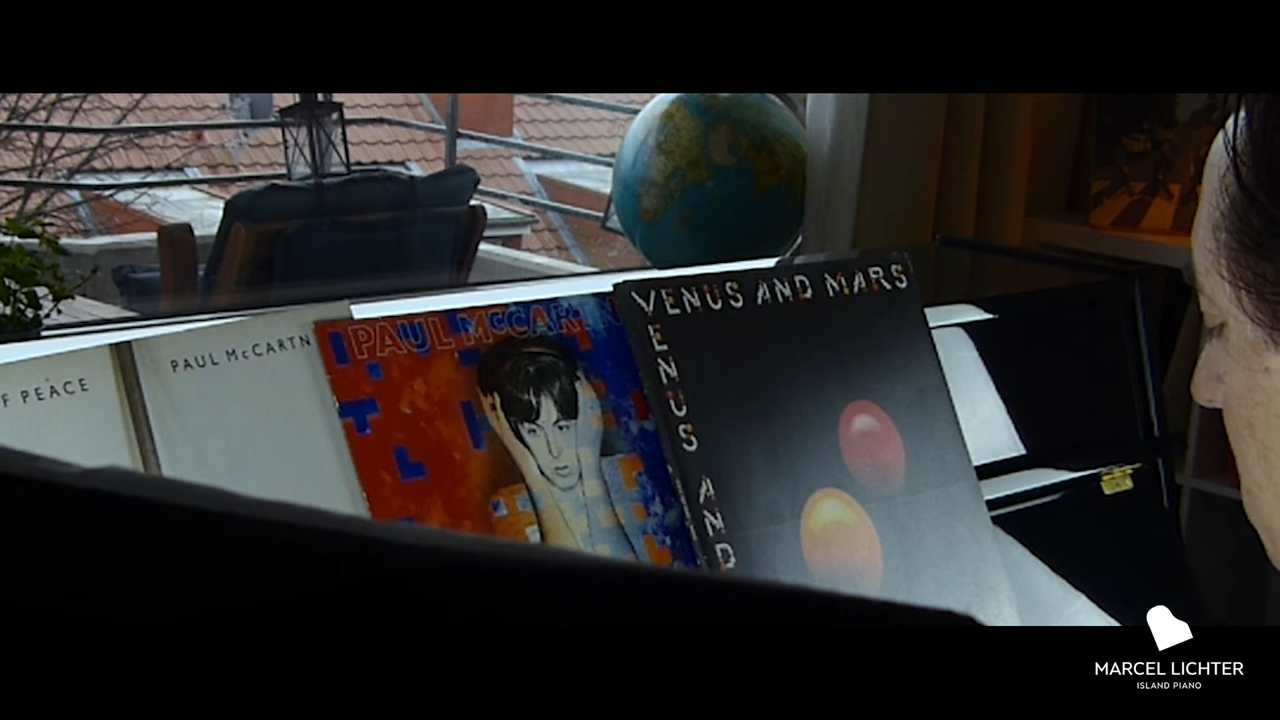 F PEACE
PAUL McCARTN
PAUL McCARTN
VENUS AND MARS
VENUS AND
MARCEL LICHTER
ISLAND PIANO